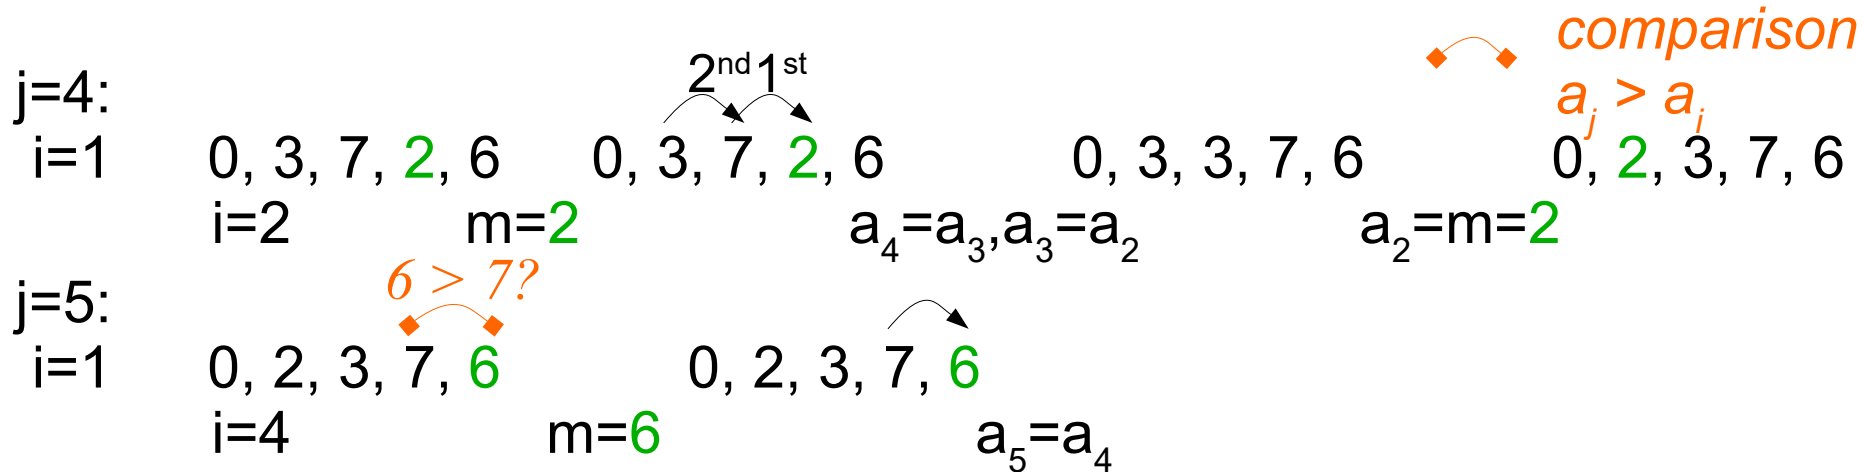 comparison
2nd 1st
j=4:
aj > ai
i=1 0, 3, 7, 2, 6 0, 3, 7, 2, 6 0, 3, 3, 7, 6 0, 2, 3, 7, 6
i=2 m=2 a4=a3,a3=a2 a2=m=2
6 > 7?
j=5:
i=1 0, 2, 3, 7, 6 0, 2, 3, 7, 6
i=4 m=6 a5=a4